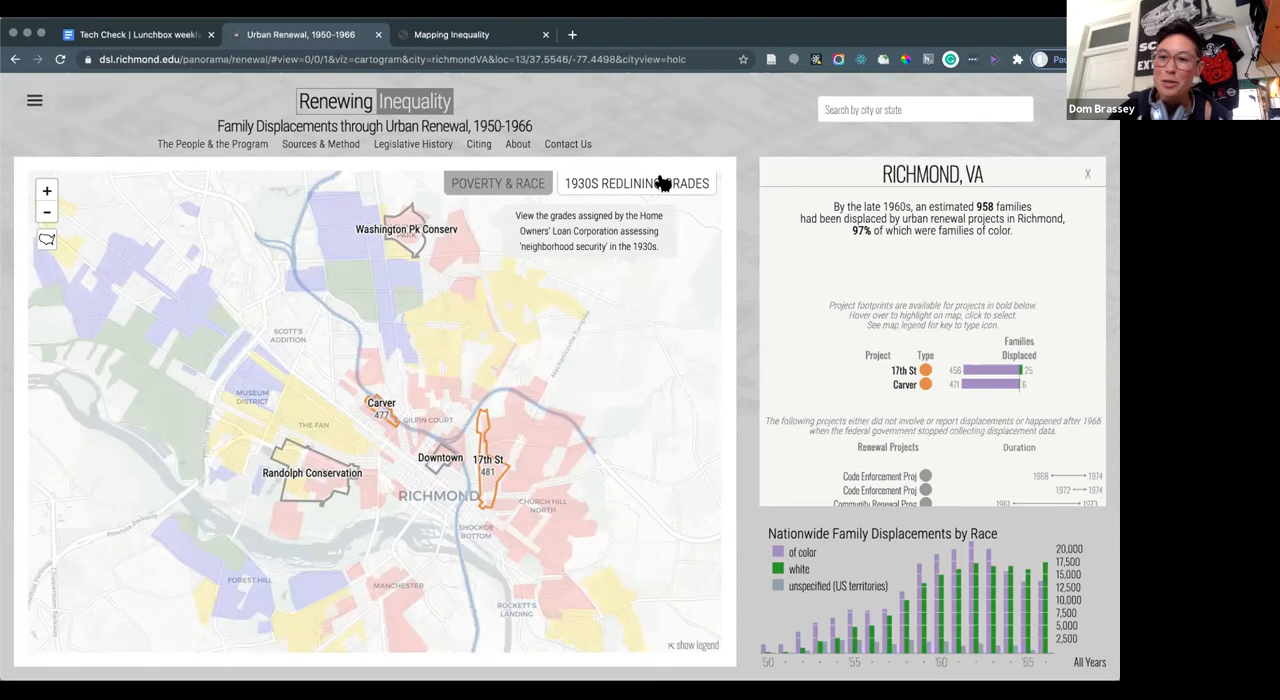 Tech Check | Lunchbox weekly
Urban Renewal, 1950-1966
Mapping Inequality
dsl.richmond.edu/panorama/renewal/#view=0/0/1&viz=cartogram&city=richmondVA&loc=13/37.5546/-77.4498&cityview=holc
Dom Brassey
Renewing Inequality
Family Displacements through Urban Renewal, 1950-1966
Search by city or state
The People & the Program
Sources & Method
Legislative History
Citing
About
Contact Us
+
-
POVERTY & RACE
View the grades assigned by the Home
Owners' Loan Corporation assessing
'neighborhood security' in the 1930s.
Washington Pk Conserv
SCOTT'S
ADDITION
MUSEUM
DISTRICT
THE FAN
Carver
477
GILPIN COURT
Randolph Conservation
Downtown
17th St
481
RICHMOND
CHURCH HILL
NORTH
SHOCKOE
BOTTOM
FOREST HILL
MANCHESTER
ROCKETT'S
LANDING
show legend
RICHMOND, VA
X
By the late 1960s, an estimated 958 families
had been displaced by urban renewal projects in Richmond,
97% of which were families of color.
Project footprints are available for projects in bold below.
Hover over to highlight on map, click to select.
See map legend for key to type icon.
Families
Project Type Displaced
17th St 456 25
Carver 471 6
The following projects either did not involve or report displacements or happened after 1966
when the federal government stopped collecting displacement data.
Renewal Projects Duration
Code Enforcement Proj 1968 1974
Code Enforcement Proj 1972 1974
Community Renewal Prog 1961 1973
Nationwide Family Displacements by Race
of color
white
unspecified (US territories)
20,000
17,500
15,000
12,500
10,000
7,500
5,000
2,500
'50 '55 '60 '65 All Years